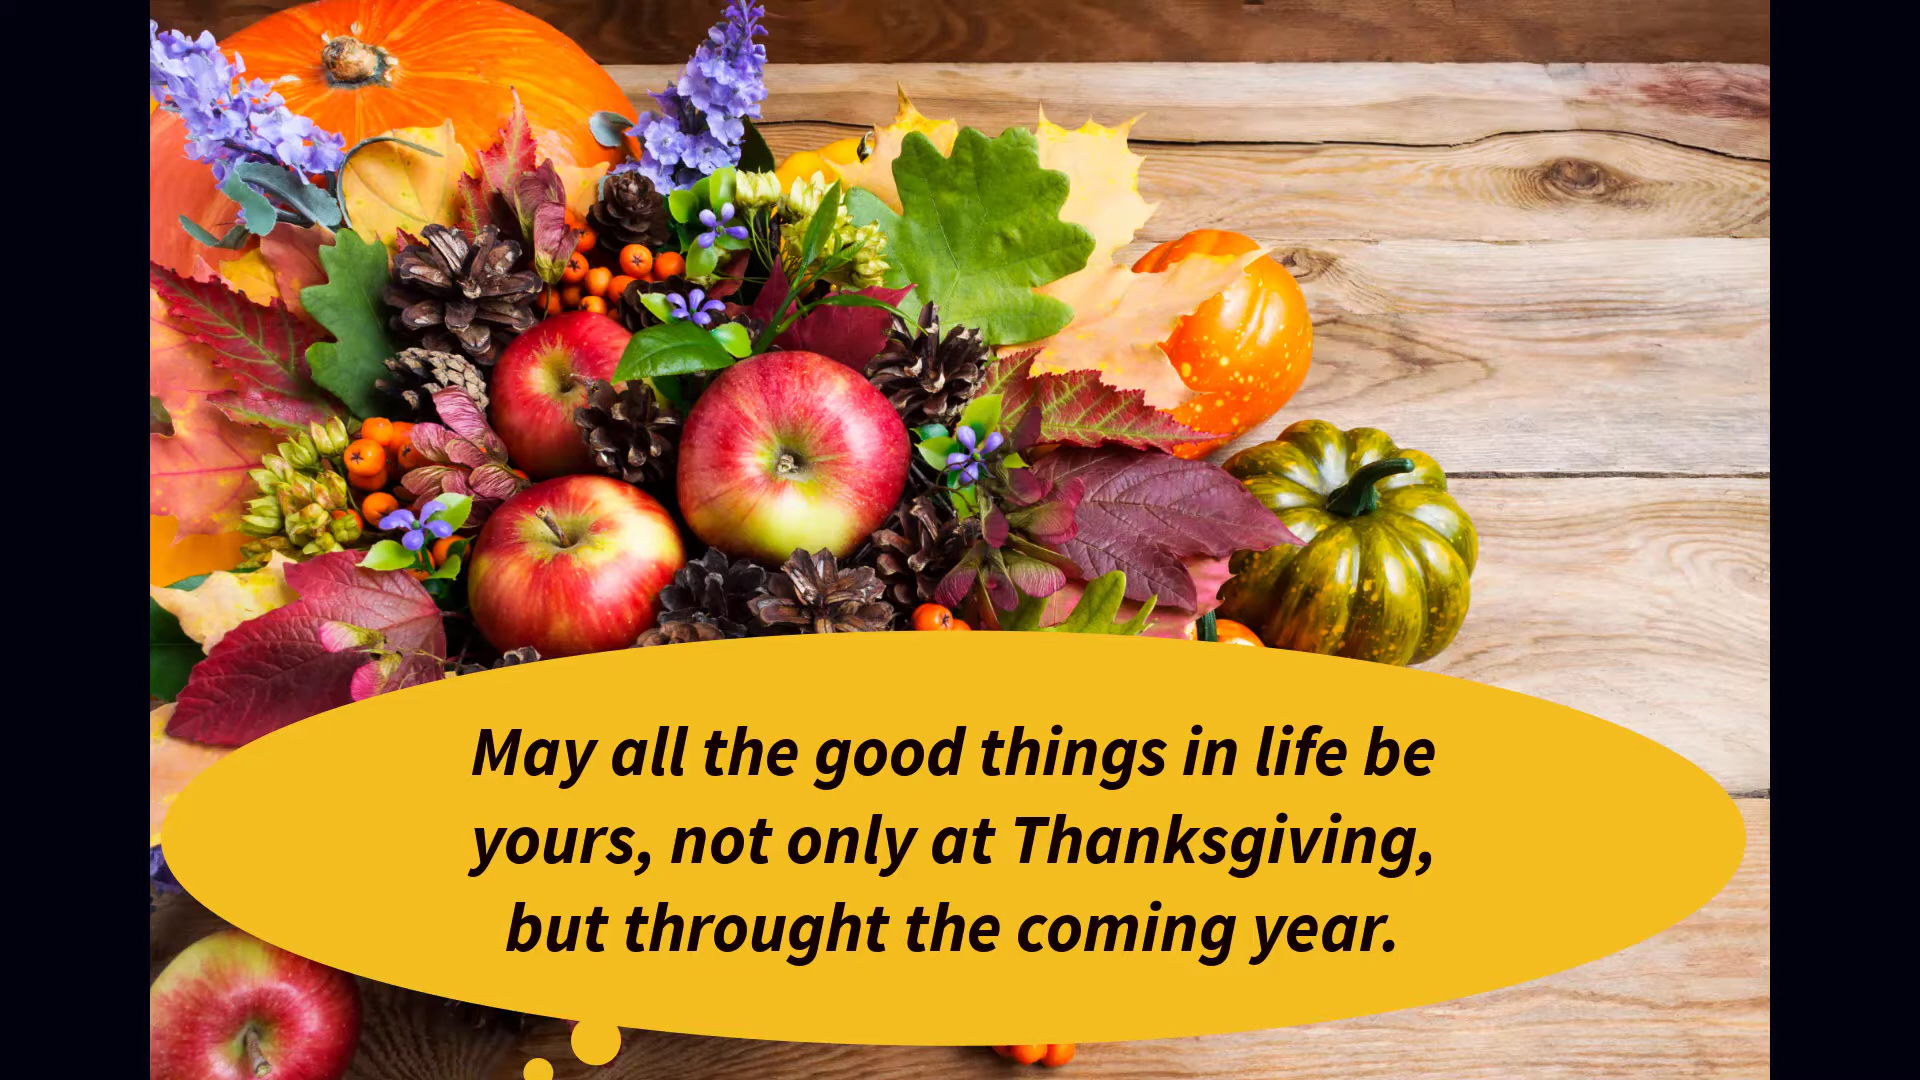 May all the good things in life be
yours, not only at Thanksgiving,
but throught the coming year.